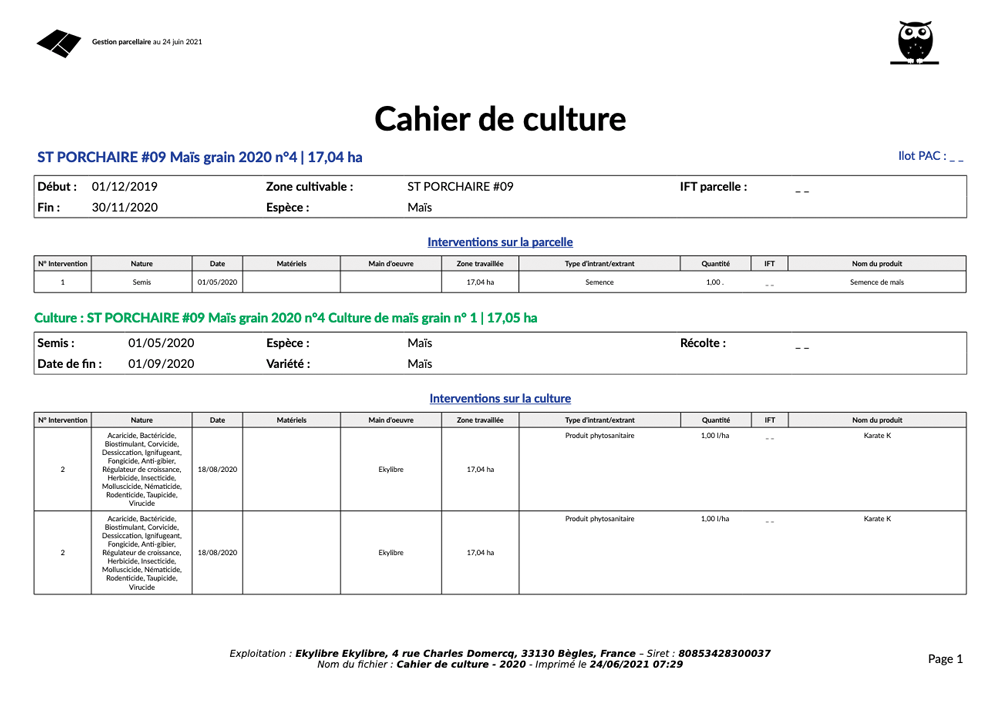 Gestion parcellaire au 24 juin 2021
Cahier de culture
ST PORCHAIRE #09 Maïs grain 2020 n°4 | 17,04 ha
Ilot PAC : _ _
Début : 01/12/2019 Zone cultivable : ST PORCHAIRE #09 IFT parcelle : _ _
Fin : 30/11/2020 Espèce : Maïs
Interventions sur la parcelle
N° Intervention Nature Date Matériels Main d'oeuvre Zone travaillée Type d'intrant/extrant Quantité IFT Nom du produit
1 Semis 01/05/2020 17,04 ha Semence 1,00 . _ _ Semence de maïs
Culture : ST PORCHAIRE #09 Maïs grain 2020 n°4 Culture de maïs grain n° 1 | 17,05 ha
Semis : 01/05/2020 Espèce : Maïs Récolte : _ _
Date de fin : 01/09/2020 Variété : Maïs
Interventions sur la culture
N° Intervention Nature Date Matériels Main d'oeuvre Zone travaillée Type d'intrant/extrant Quantité IFT Nom du produit
Acaricide, Bactéricide, Produit phytosanitaire 1,00 l/ha _ _ Karate K
Biostimulant, Corvicide,
Dessiccation, Ignifugeant,
Fongicide, Anti-gibier,
2 Régulateur de croissance, 18/08/2020 Ekylibre 17,04 ha
Herbicide, Insecticide,
Molluscicide, Nématicide,
Rodenticide, Taupicide,
Virucide
Acaricide, Bactéricide, Produit phytosanitaire 1,00 l/ha _ _ Karate K
Biostimulant, Corvicide,
Dessiccation, Ignifugeant,
Fongicide, Anti-gibier,
2 Régulateur de croissance, 18/08/2020 Ekylibre 17,04 ha
Herbicide, Insecticide,
Molluscicide, Nématicide,
Rodenticide, Taupicide,
Virucide
Exploitation : Ekylibre Ekylibre, 4 rue Charles Domercq, 33130 Bègles, France – Siret : 80853428300037
Nom du fichier : Cahier de culture - 2020 - Imprimé le 24/06/2021 07:29
Page 1